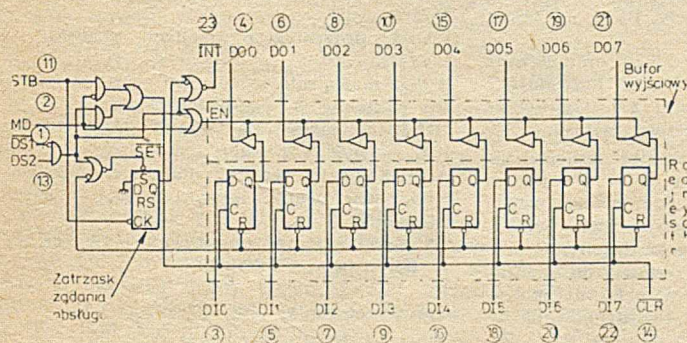 23 4 6 8 10 15 17 19 21
11 INT DO0 DO1 DO2 DO3 DO4 DO5 DO6 DO7
STB
Bufor
wyjściowy
2
MD
EN
1
DS1
SET
DS2
13
S
D Q
RS
CK
D Q D Q D Q D Q D Q D Q D Q D Q
C C C C C C C C
R R R R R R R R
Zatrzask
żądania
obsługi
DI0 DI1 DI2 DI3 DI4 DI5 DI6 DI7 CLR
3 5 7 9 16 18 20 22 14